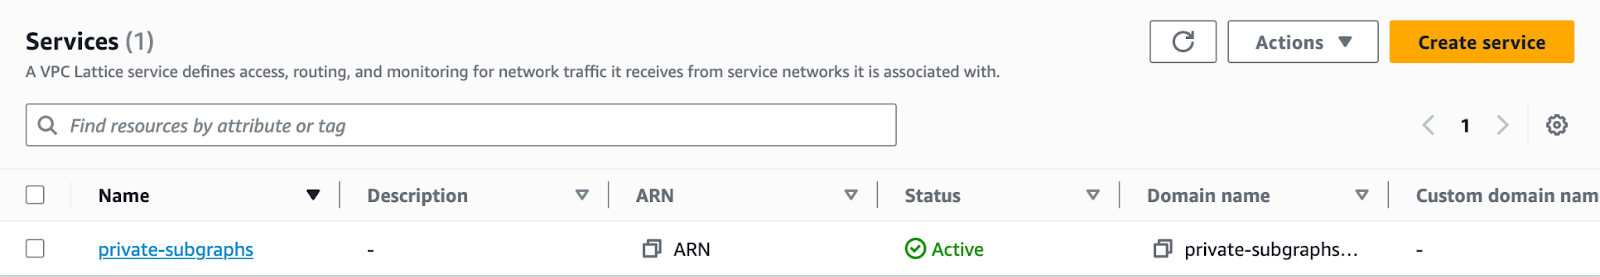 Services (1)
Actions
Create service
A VPC Lattice service defines access, routing, and monitoring for network traffic it receives from service networks it is associated with.
Find resources by attribute or tag
1
Name
Description
ARN
Status
Domain name
Custom domain nam
private-subgraphs
-
ARN
Active
private-subgraphs...
-